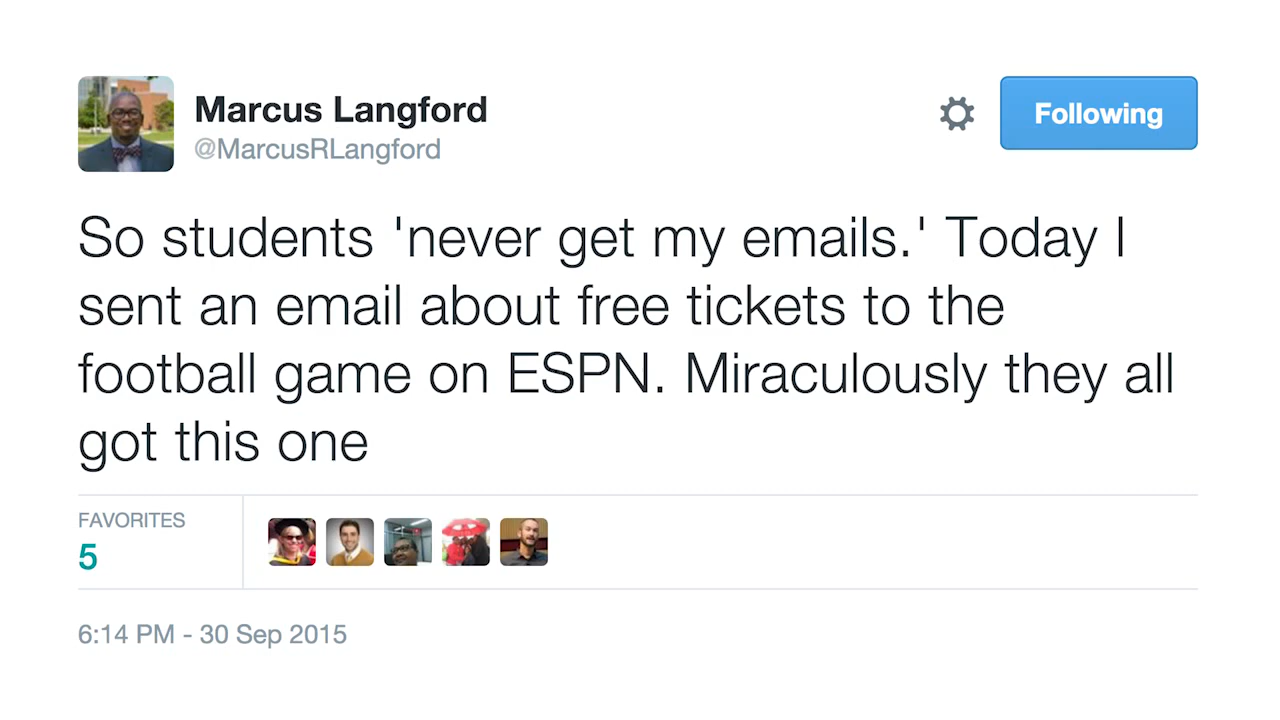 Marcus Langford
@MarcusRLangford
Following
So students 'never get my emails.' Today I
sent an email about free tickets to the
football game on ESPN. Miraculously they all
got this one
FAVORITES
5
6:14 PM - 30 Sep 2015